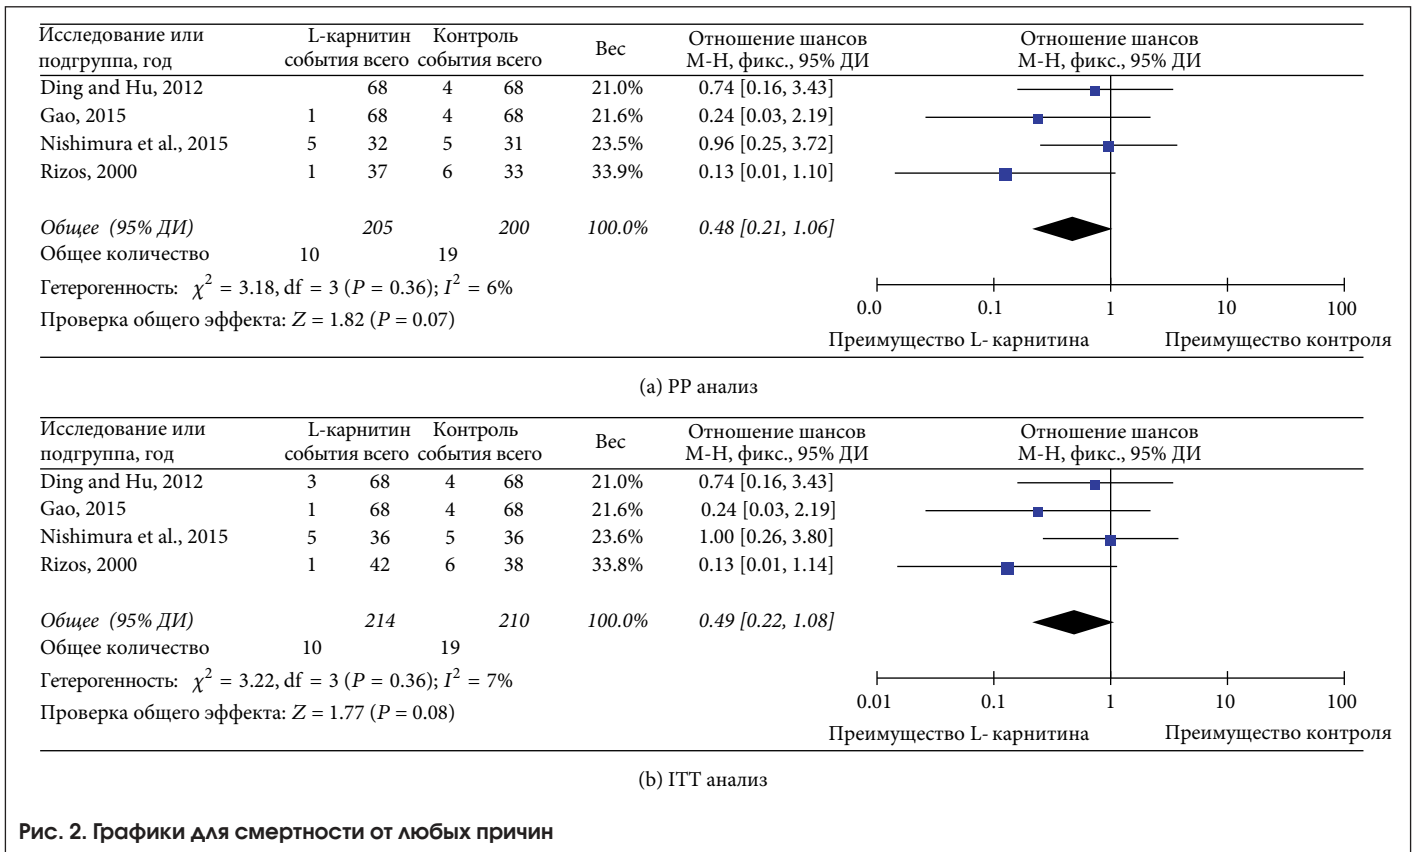 Исследование или L-карнитин Контроль Вес Отношение шансов Отношение шансов
подгруппа, год события всего события всего М-Н, фикс., 95% ДИ М-Н, фикс., 95% ДИ
Ding and Hu, 2012 68 4 68 21.0% 0.74 [0.16, 3.43]
Gao, 2015 1 68 4 68 21.6% 0.24 [0.03, 2.19]
Nishimura et al., 2015 5 32 5 31 23.5% 0.96 [0.25, 3.72]
Rizos, 2000 1 37 6 33 33.9% 0.13 [0.01, 1.10]
Общее (95% ДИ) 205 200 100.0% 0.48 [0.21, 1.06]
Общее количество 10 19
Гетерогенность: χ² = 3.18, df = 3 (P = 0.36); I² = 6%
0.0 0.1 1 10 100
Проверка общего эффекта: Z = 1.82 (P = 0.07)
Преимущество L- карнитина Преимущество контроля
(a) PP анализ
Исследование или L-карнитин Контроль Вес Отношение шансов Отношение шансов
подгруппа, год события всего события всего М-Н, фикс., 95% ДИ М-Н, фикс., 95% ДИ
Ding and Hu, 2012 3 68 4 68 21.0% 0.74 [0.16, 3.43]
Gao, 2015 1 68 4 68 21.6% 0.24 [0.03, 2.19]
Nishimura et al., 2015 5 36 5 36 23.6% 1.00 [0.26, 3.80]
Rizos, 2000 1 42 6 38 33.8% 0.13 [0.01, 1.14]
Общее (95% ДИ) 214 210 100.0% 0.49 [0.22, 1.08]
Общее количество 10 19
Гетерогенность: χ² = 3.22, df = 3 (P = 0.36); I² = 7%
0.01 0.1 1 10 100
Проверка общего эффекта: Z = 1.77 (P = 0.08)
Преимущество L- карнитина Преимущество контроля
(b) ITT анализ
Рис. 2. Графики для смертности от любых причин